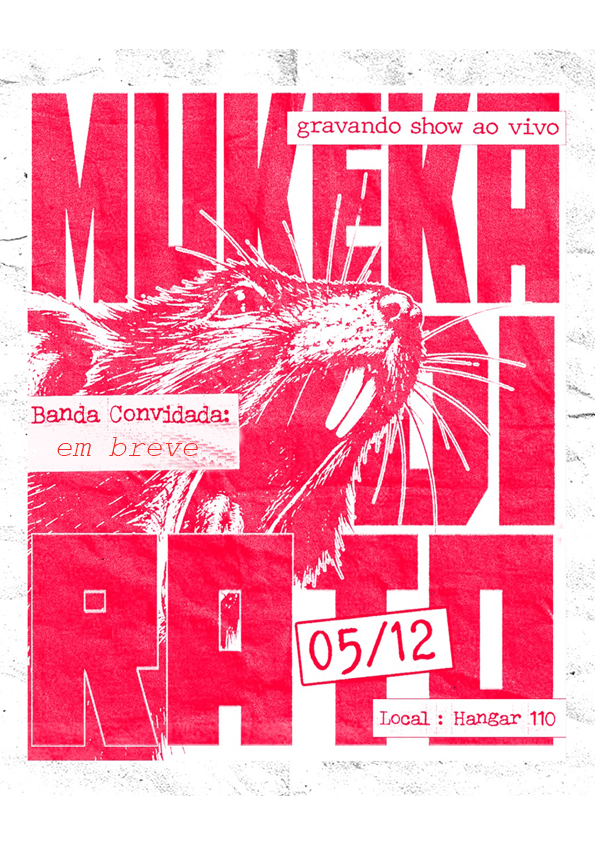 MUKEKA
gravando show ao vivo
DI
Banda Convidada:
em breve
RATO
05/12
Local : Hangar 110